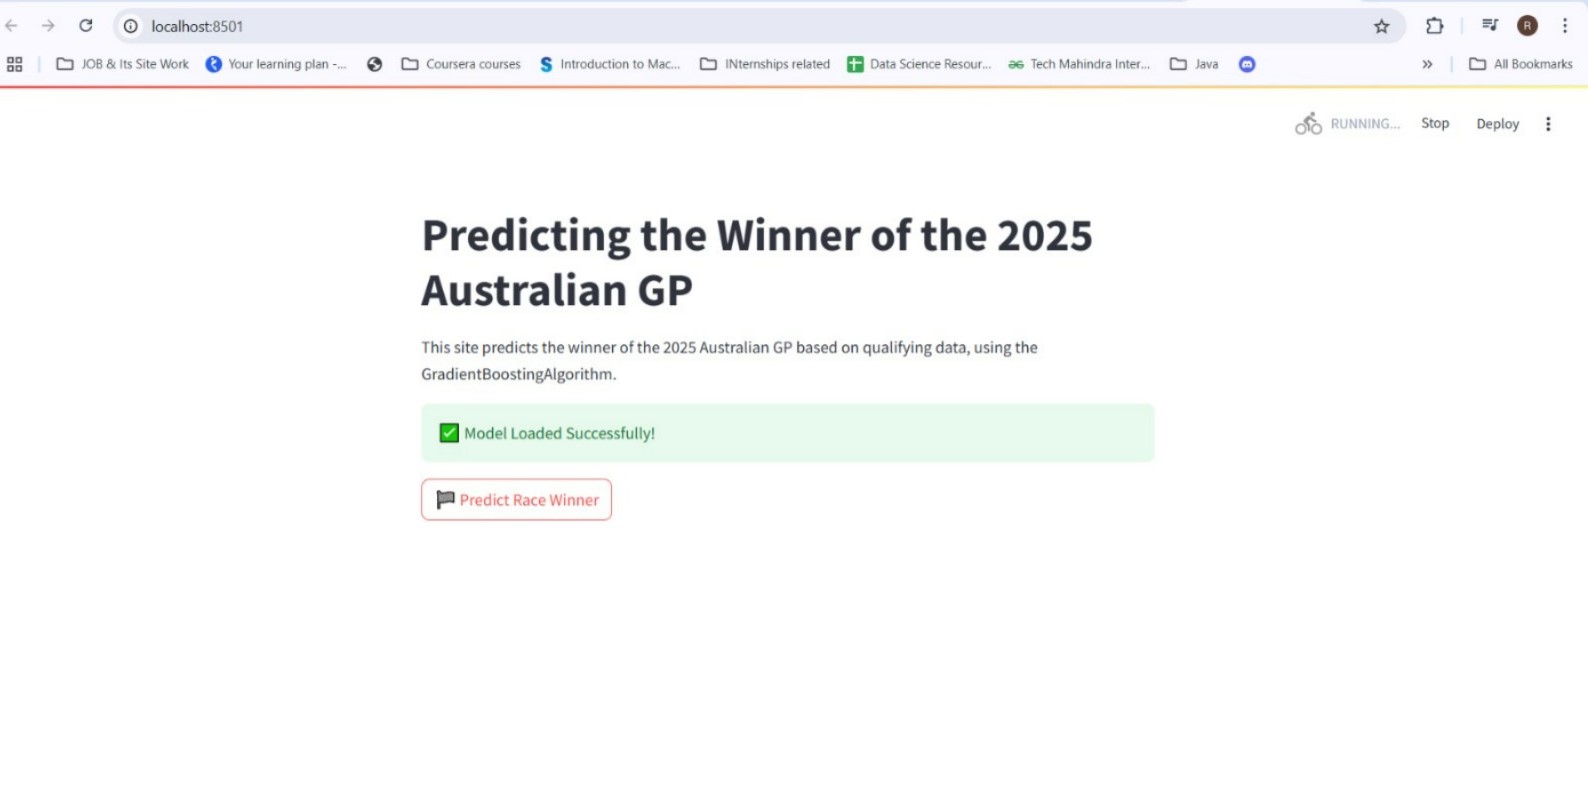 localhost:8501
R
JOB & Its Site Work
Your learning plan -...
Coursera courses
Introduction to Mac...
INternships related
Data Science Resour...
Tech Mahindra Inter...
Java
All Bookmarks
RUNNING...
Stop
Deploy
Predicting the Winner of the 2025
Australian GP
This site predicts the winner of the 2025 Australian GP based on qualifying data, using the
GradientBoostingAlgorithm.
✅ Model Loaded Successfully!
Predict Race Winner